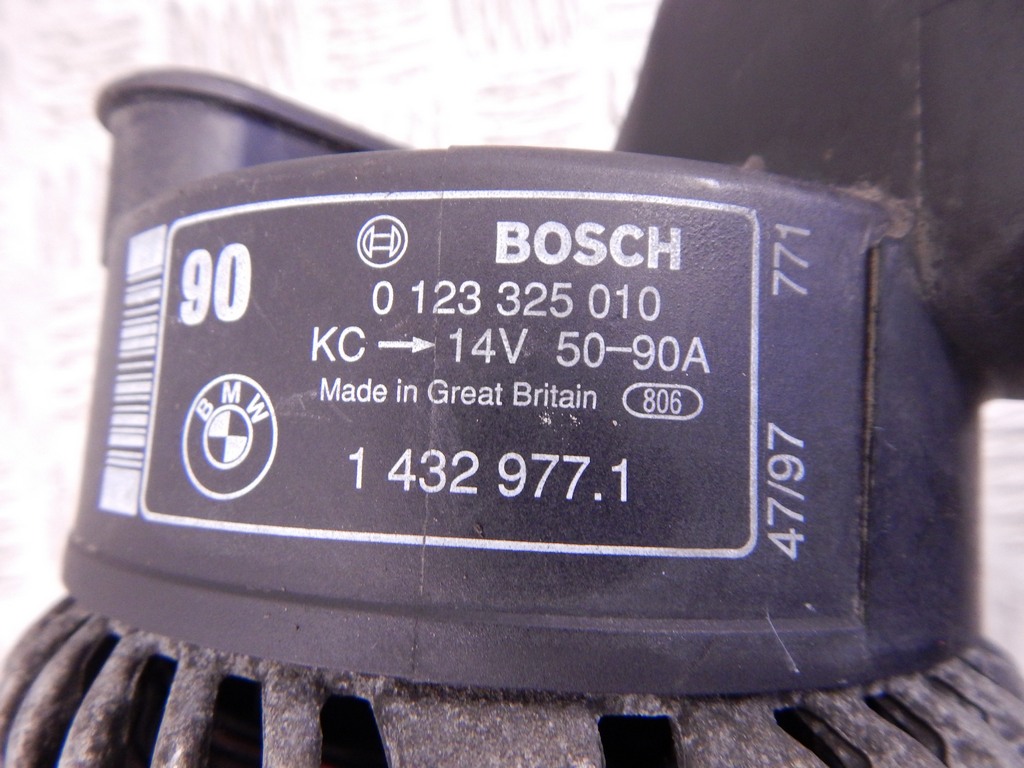 90
BOSCH
0 123 325 010
KC → 14V 50-90A
Made in Great Britain 806
BMW
1 432 977.1
771
47/97